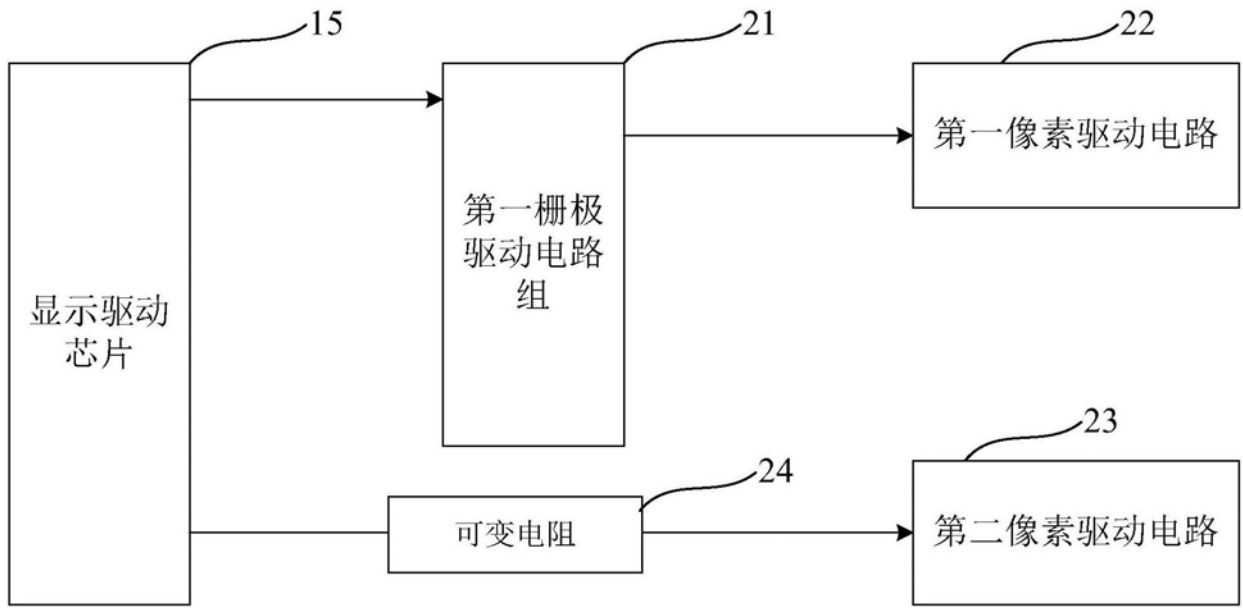 15
21
22
第一像素驱动电路
第一栅极
驱动电路
组
显示驱动
芯片
23
24
可变电阻
第二像素驱动电路